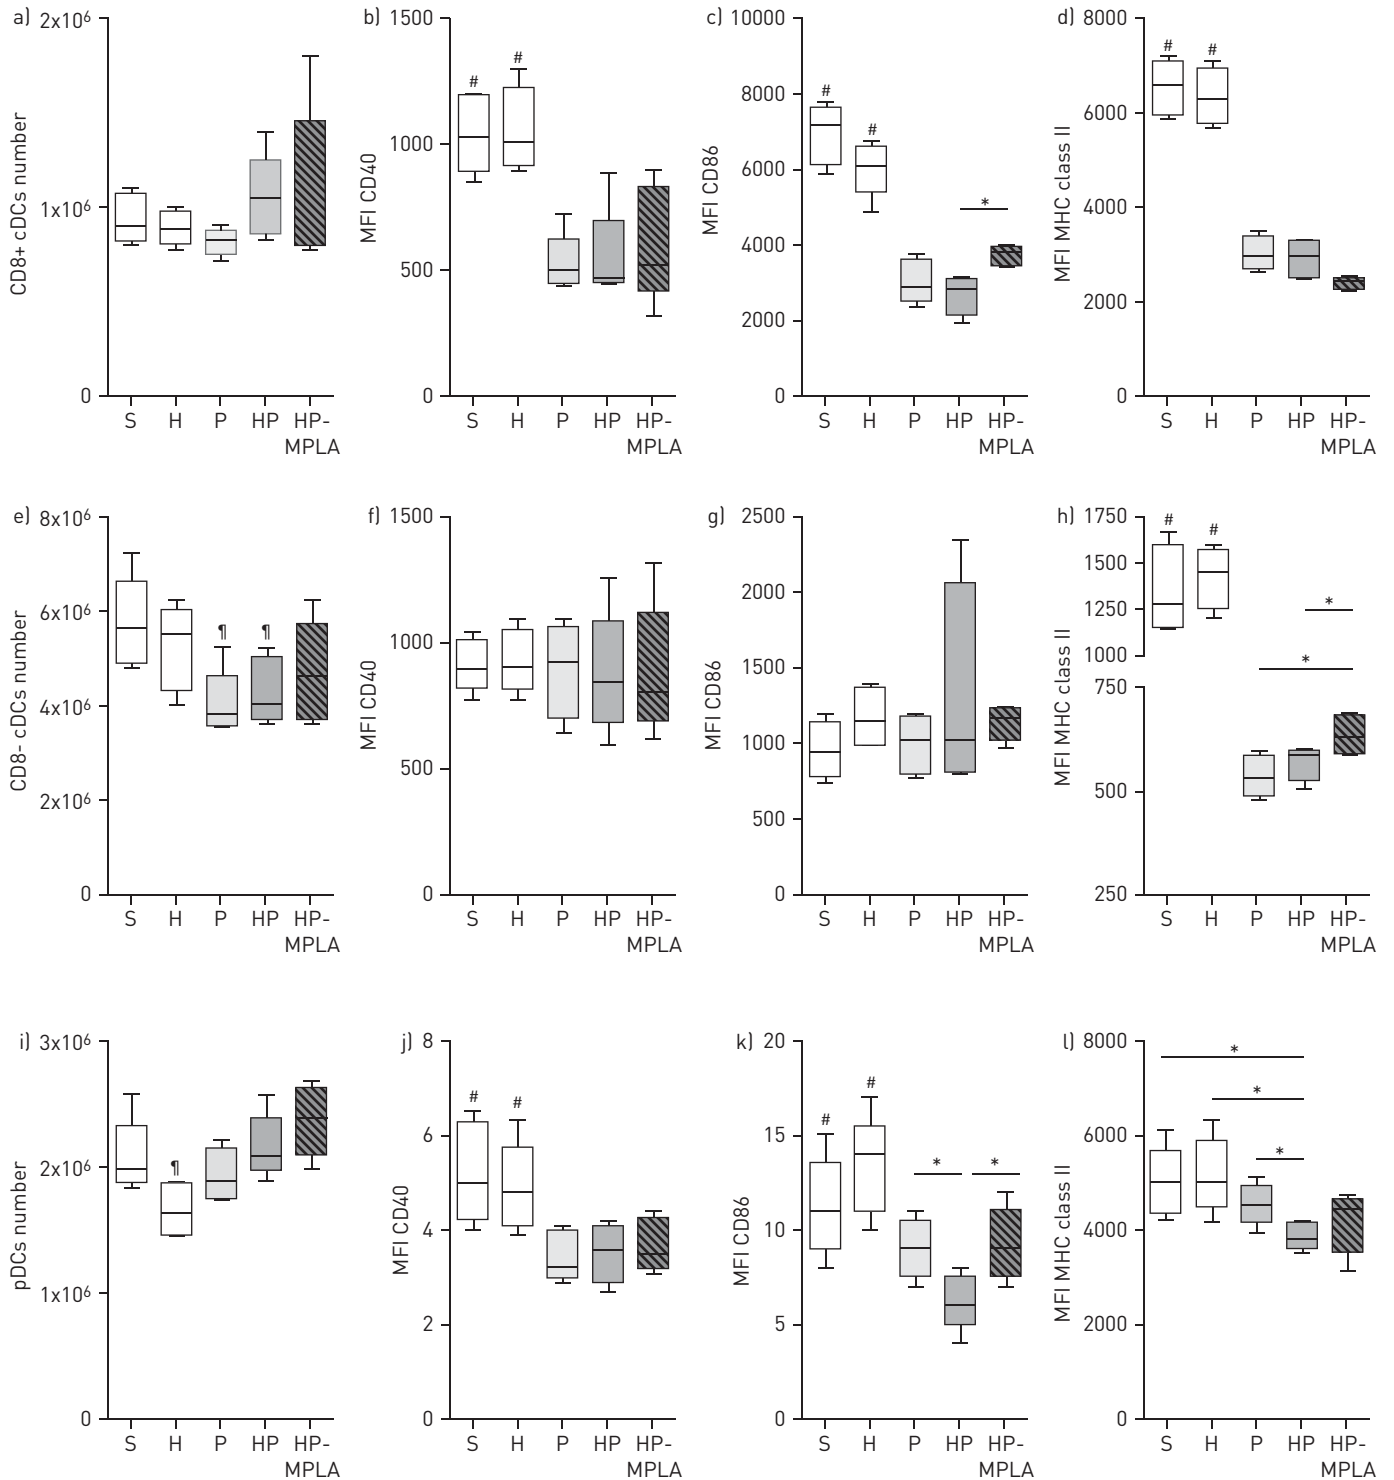 a)
CD8+ cDCs number
2x10⁶
1x10⁶
0
S H P HP HP-
MPLA
b)
MFI CD40
1500
1000
500
0
# #
S H P HP HP-
MPLA
c)
MFI CD86
10000
8000
6000
4000
2000
0
# # *
S H P HP HP-
MPLA
d)
MFI MHC class II
8000
6000
4000
2000
0
# #
S H P HP HP-
MPLA
e)
CD8- cDCs number
8x10⁶
6x10⁶
4x10⁶
2x10⁶
0
¶ ¶
S H P HP HP-
MPLA
f)
MFI CD40
1500
1000
500
0
S H P HP HP-
MPLA
g)
MFI CD86
2500
2000
1500
1000
500
0
S H P HP HP-
MPLA
h)
MFI MHC class II
1750
1500
1250
1000
750
500
250
# #
*
*
S H P HP HP-
MPLA
i)
pDCs number
3x10⁶
2x10⁶
1x10⁶
0
¶
S H P HP HP-
MPLA
j)
MFI CD40
8
6
4
2
0
# #
S H P HP HP-
MPLA
k)
MFI CD86
20
15
10
5
0
# #
* *
S H P HP HP-
MPLA
l)
MFI MHC class II
8000
6000
4000
2000
0
*
*
*
S H P HP HP-
MPLA